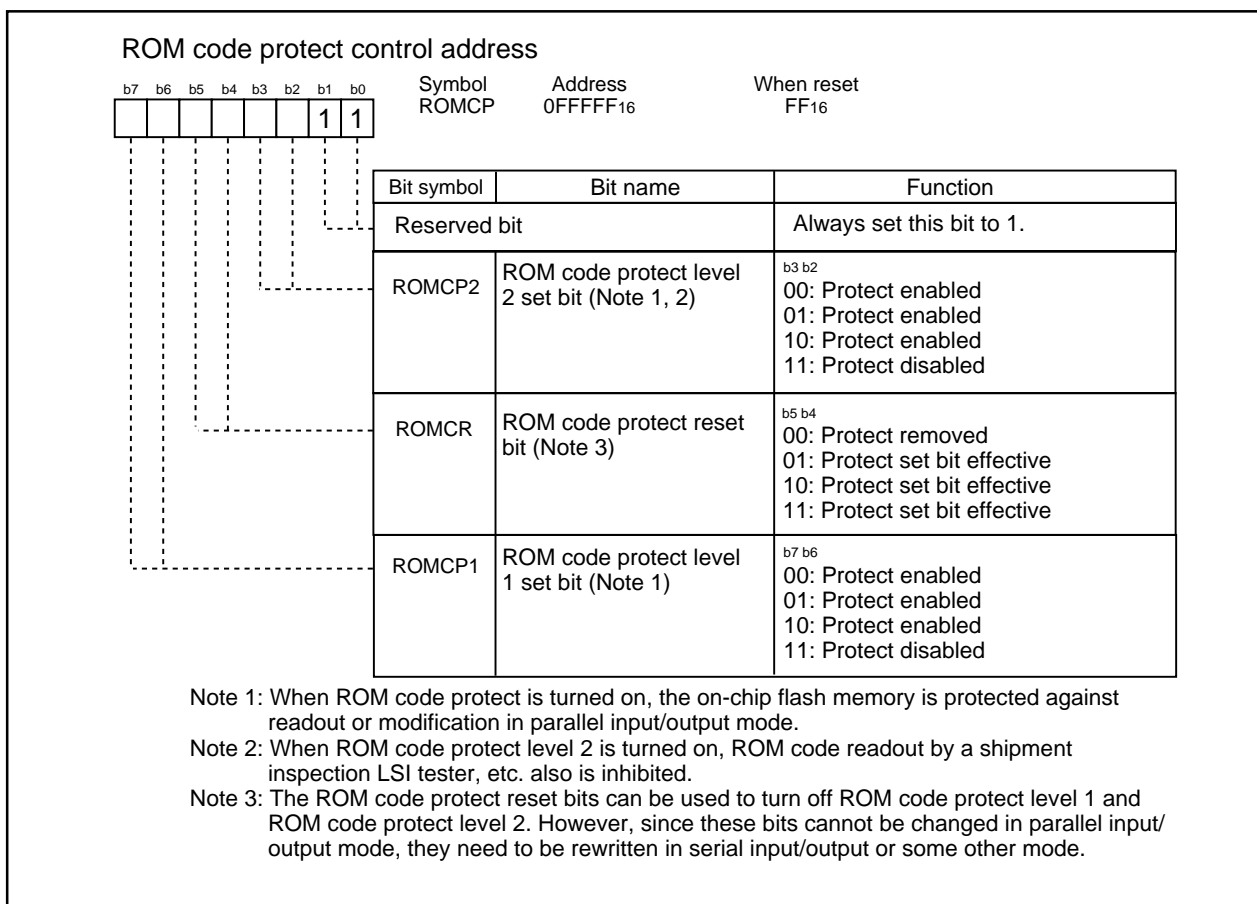 ROM code protect control address
b7 b6 b5 b4 b3 b2 b1 b0 Symbol Address When reset
ROMCP 0FFFFF16 FF16
1 1
Bit symbol Bit name Function
Reserved bit Always set this bit to 1.
ROMCP2 ROM code protect level
2 set bit (Note 1, 2)
b3 b2
00: Protect enabled
01: Protect enabled
10: Protect enabled
11: Protect disabled
ROMCR ROM code protect reset
bit (Note 3)
b5 b4
00: Protect removed
01: Protect set bit effective
10: Protect set bit effective
11: Protect set bit effective
ROMCP1 ROM code protect level
1 set bit (Note 1)
b7 b6
00: Protect enabled
01: Protect enabled
10: Protect enabled
11: Protect disabled
Note 1: When ROM code protect is turned on, the on-chip flash memory is protected against
readout or modification in parallel input/output mode.
Note 2: When ROM code protect level 2 is turned on, ROM code readout by a shipment
inspection LSI tester, etc. also is inhibited.
Note 3: The ROM code protect reset bits can be used to turn off ROM code protect level 1 and
ROM code protect level 2. However, since these bits cannot be changed in parallel input/
output mode, they need to be rewritten in serial input/output or some other mode.